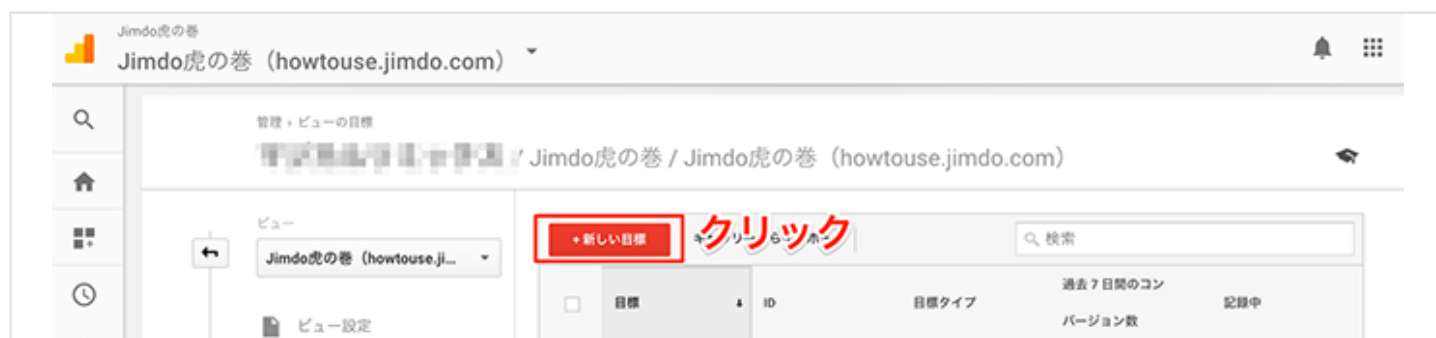 Jimdo虎の巻
Jimdo虎の巻（howtouse.jimdo.com）
管理 › ビューの目標
/ Jimdo虎の巻 / Jimdo虎の巻（howtouse.jimdo.com）
ビュー
Jimdo虎の巻（howtouse.ji...
ビュー設定
+新しい目標
クリック
検索
目標
ID
目標タイプ
過去７日間のコン
バージョン数
記録中